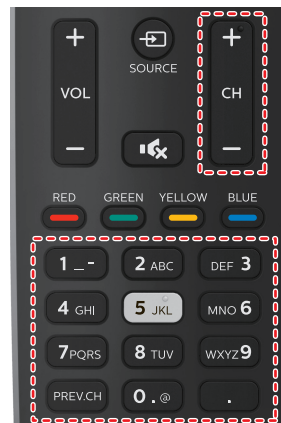 + +
SOURCE
VOL CH
− −
RED GREEN YELLOW BLUE
1 _- 2 ABC DEF 3
4 GHI 5 JKL MNO 6
7PQRS 8 TUV WXYZ9
PREV.CH 0.@ .